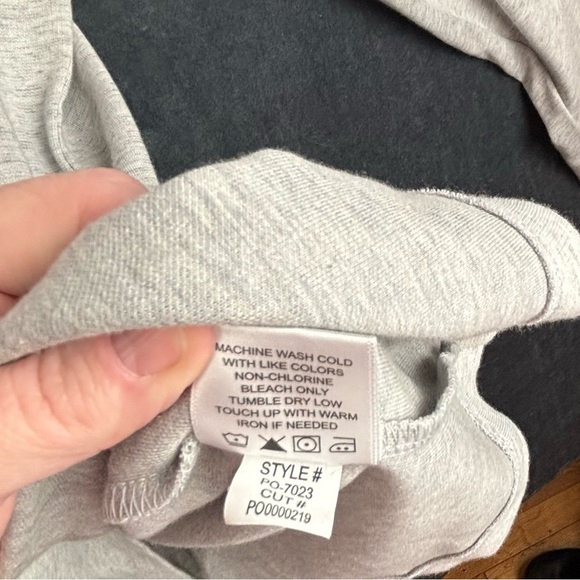 MACHINE WASH COLD
WITH LIKE COLORS
NON-CHLORINE
BLEACH ONLY
TUMBLE DRY LOW
TOUCH UP WITH WARM
IRON IF NEEDED
STYLE#
PO-7023
CUT#
PO0000219